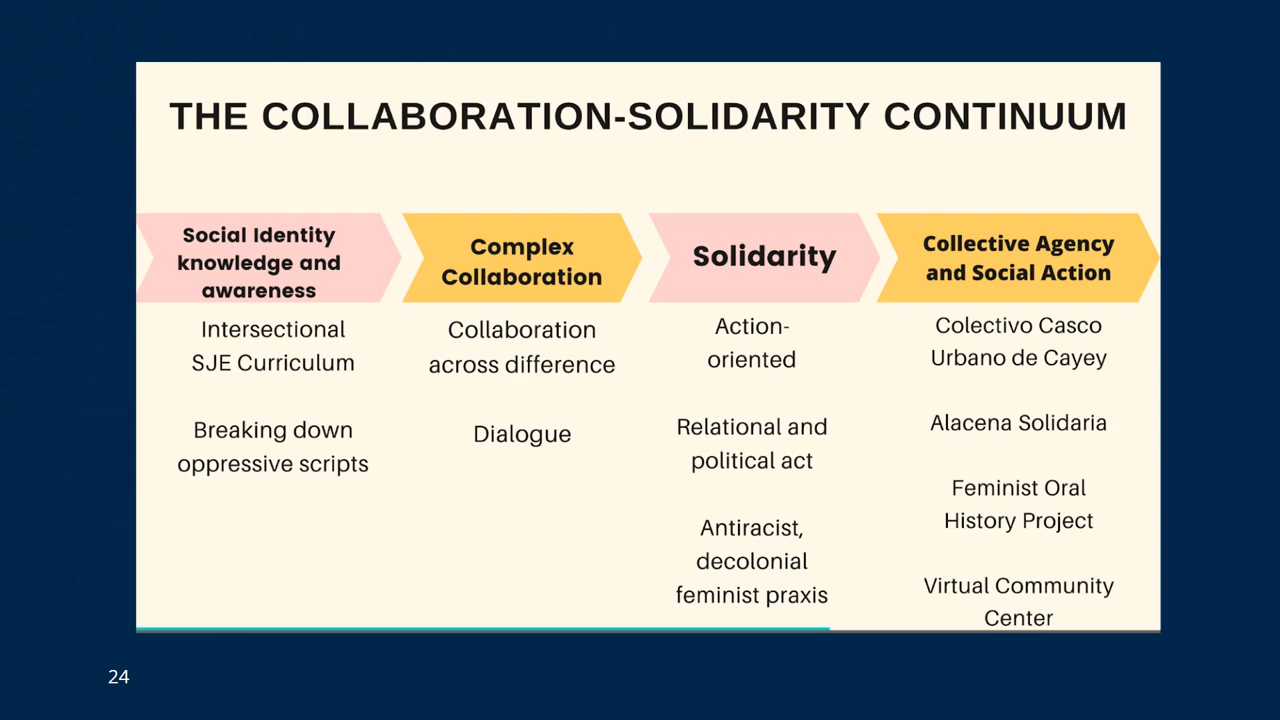 THE COLLABORATION-SOLIDARITY CONTINUUM
Social Identity
knowledge and
awareness
Intersectional
SJE Curriculum
Breaking down
oppressive scripts
Complex
Collaboration
Collaboration
across difference
Dialogue
Solidarity
Action-
oriented
Relational and
political act
Antiracist,
decolonial
feminist praxis
Collective Agency
and Social Action
Colectivo Casco
Urbano de Cayey
Alacena Solidaria
Feminist Oral
History Project
Virtual Community
Center
24